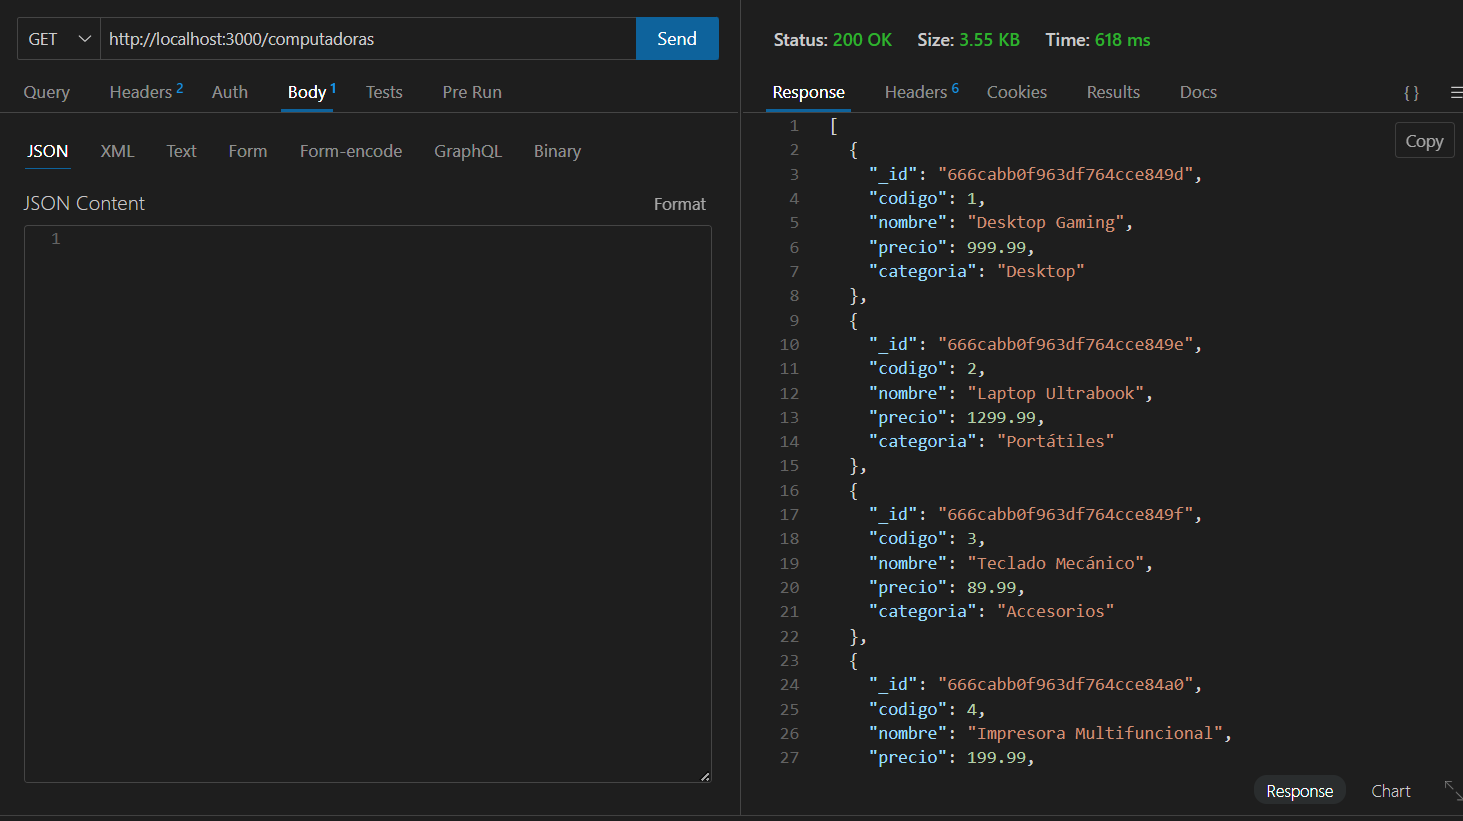 GET http://localhost:3000/computadoras Send
Query Headers 2 Auth Body 1 Tests Pre Run
JSON XML Text Form Form-encode GraphQL Binary
JSON Content Format
1
Status: 200 OK Size: 3.55 KB Time: 618 ms
Response Headers 6 Cookies Results Docs {} 
Copy
1 [
2 {
3 "_id": "666cabb0f963df764cce849d",
4 "codigo": 1,
5 "nombre": "Desktop Gaming",
6 "precio": 999.99,
7 "categoria": "Desktop"
8 },
9 {
10 "_id": "666cabb0f963df764cce849e",
11 "codigo": 2,
12 "nombre": "Laptop Ultrabook",
13 "precio": 1299.99,
14 "categoria": "Portátiles"
15 },
16 {
17 "_id": "666cabb0f963df764cce849f",
18 "codigo": 3,
19 "nombre": "Teclado Mecánico",
20 "precio": 89.99,
21 "categoria": "Accesorios"
22 },
23 {
24 "_id": "666cabb0f963df764cce84a0",
25 "codigo": 4,
26 "nombre": "Impresora Multifuncional",
27 "precio": 199.99,
Response Chart